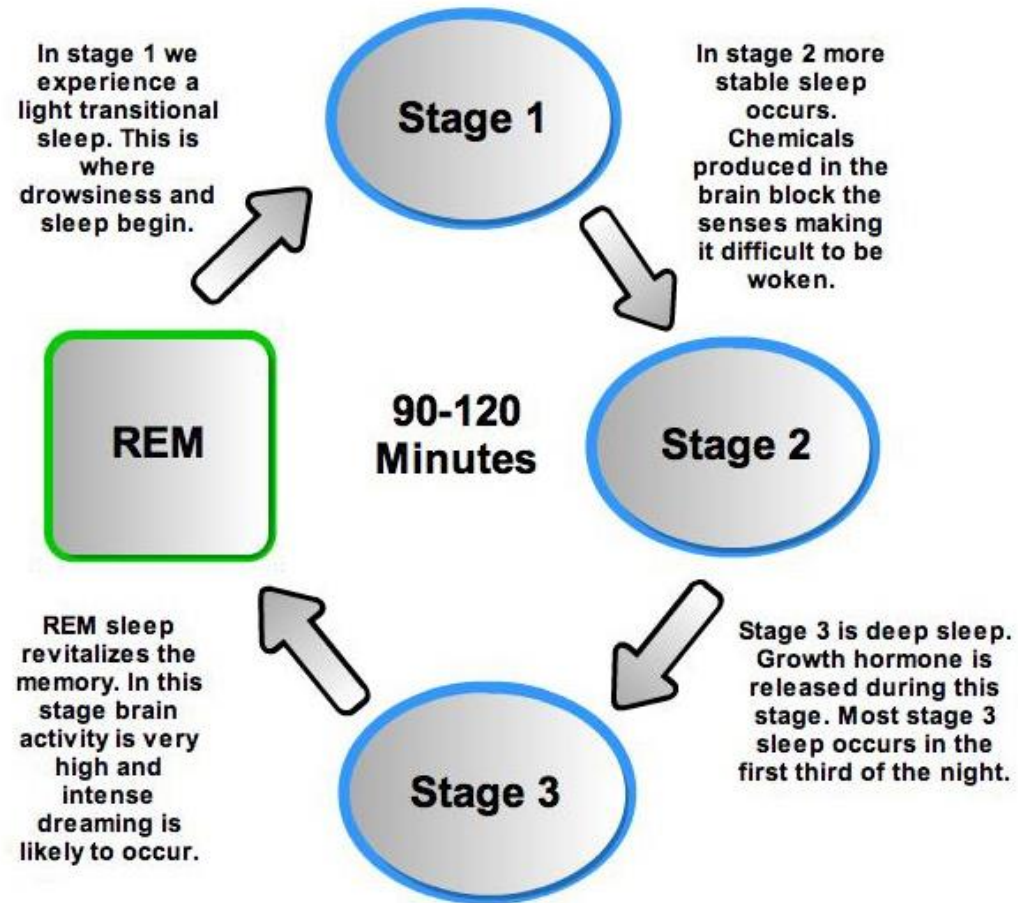 In stage 1 we
experience a
light transitional
sleep. This is
where
drowsiness and
sleep begin.
Stage 1
In stage 2 more
stable sleep
occurs.
Chemicals
produced in the
brain block the
senses making
it difficult to be
woken.
REM
90-120
Minutes
Stage 2
REM sleep
revitalizes the
memory. In this
stage brain
activity is very
high and
intense
dreaming is
likely to occur.
Stage 3
Stage 3 is deep sleep.
Growth hormone is
released during this
stage. Most stage 3
sleep occurs in the
first third of the night.